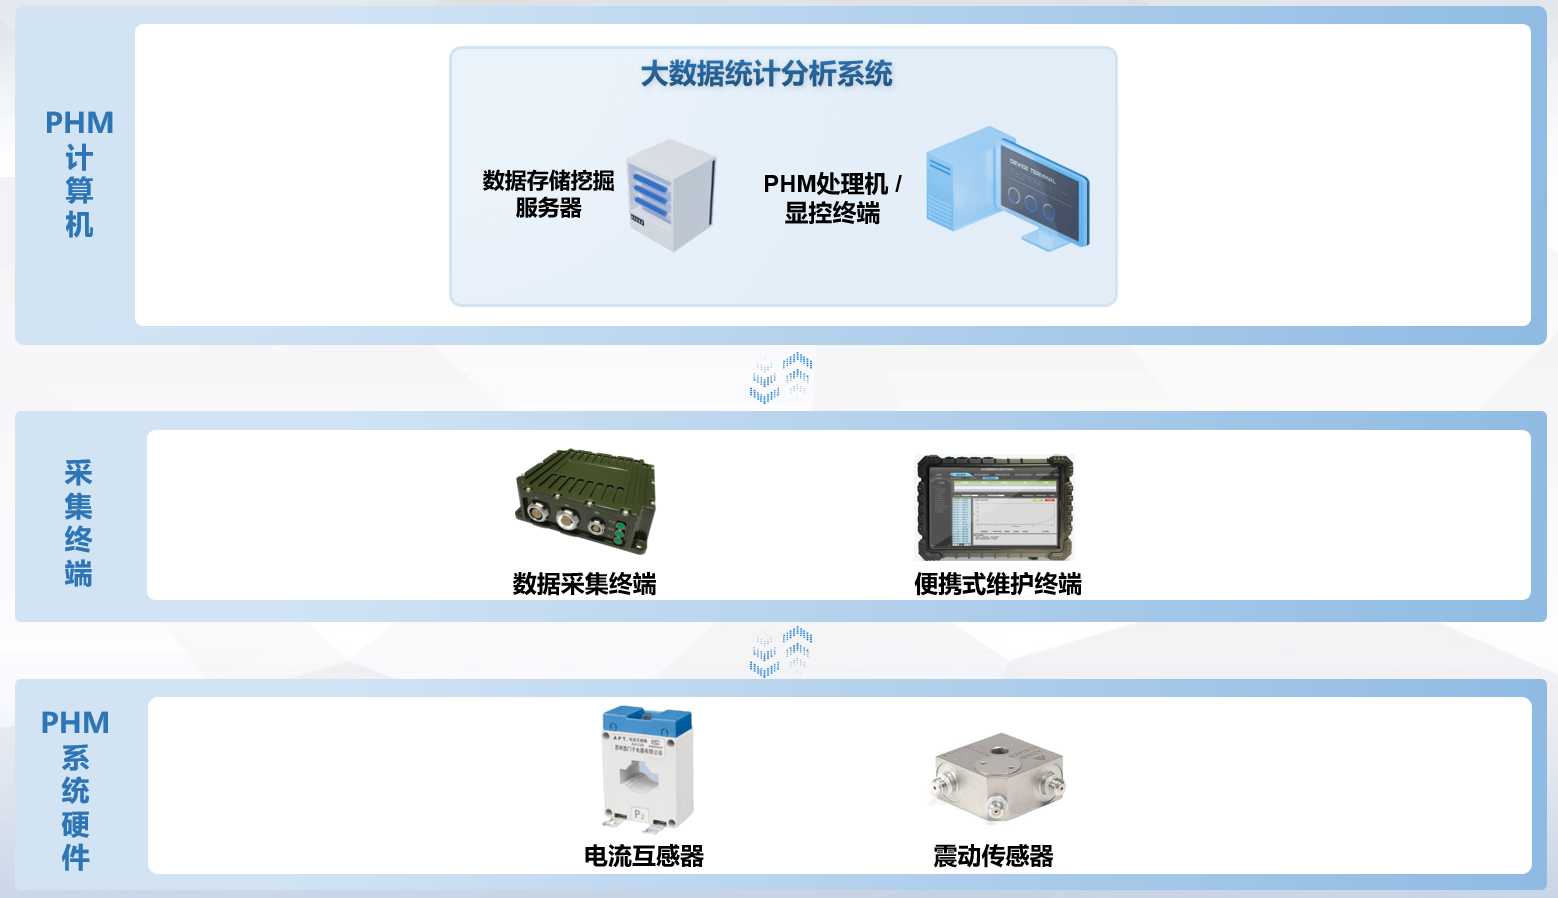 大数据统计分析系统
PHM
计
算
机
数据存储挖掘
服务器
PHM处理机 /
显控终端
DEVICE TERMINAL
采
集
终
端
数据采集终端
便携式维护终端
PHM
系
统
硬
件
P2
电流互感器
震动传感器